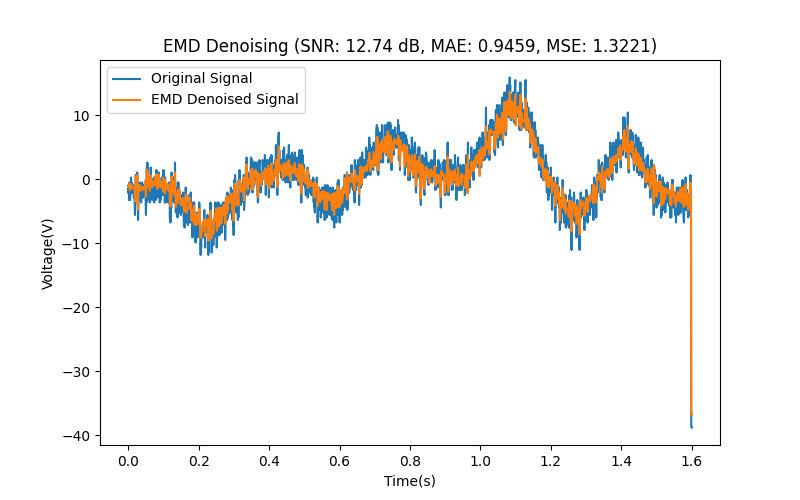 EMD Denoising (SNR: 12.74 dB, MAE: 0.9459, MSE: 1.3221)
Original Signal
EMD Denoised Signal
10
0
−10
−20
−30
−40
Voltage(V)
0.0 0.2 0.4 0.6 0.8 1.0 1.2 1.4 1.6
Time(s)